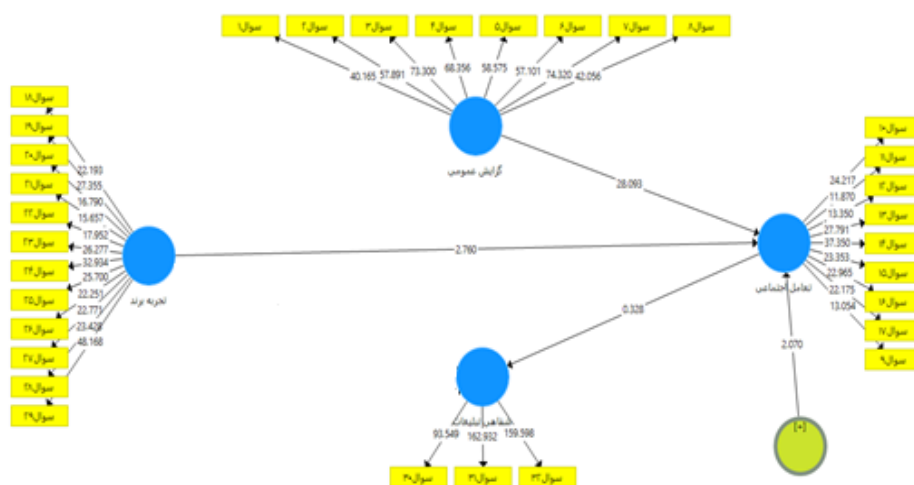 سوال۱
سوال۲
سوال۳
سوال۴
سوال۵
سوال۶
سوال۷
سوال۸
40.165
57.891
73.300
68.356
58.575
57.101
74.320
42.056
گرایش عمومی
28.093
سوال۱۸
سوال۱۹
سوال۲۰
سوال۲۱
سوال۲۲
سوال۲۳
سوال۲۴
سوال۲۵
سوال۲۶
سوال۲۷
سوال۲۸
سوال۲۹
22.193
27.355
16.790
15.657
17.952
26.277
32.934
25.700
22.251
22.771
23.428
48.168
تجربه برند
2.760
سوال۱۰
سوال۱۱
سوال۱۲
سوال۱۳
سوال۱۴
سوال۱۵
سوال۱۶
سوال۱۷
سوال۹
24.217
11.870
13.350
27.791
37.350
23.353
22.965
22.175
13.054
تعامل اجتماعی
0.328
2.070
[+]
شفاهی تبلیغات
93.549
162.932
159.598
سوال۳۰
سوال۳۱
سوال۳۲